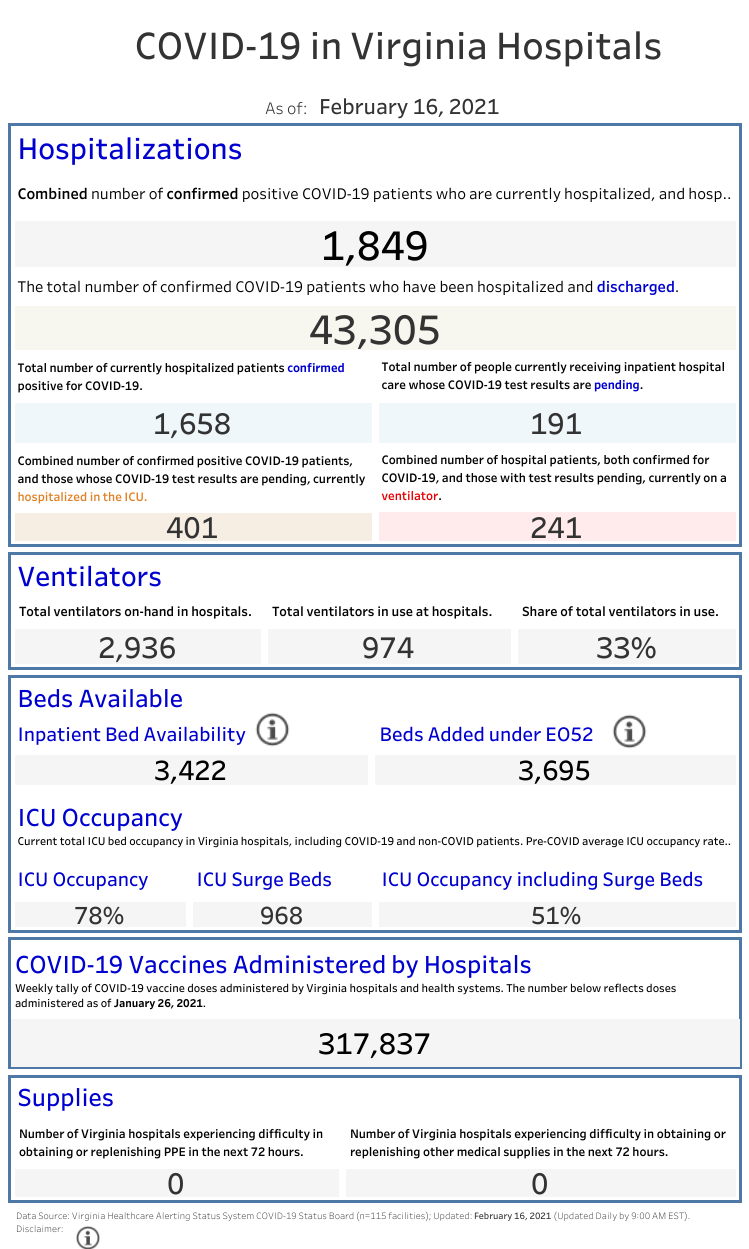 COVID-19 in Virginia Hospitals
As of: February 16, 2021
Hospitalizations
Combined number of confirmed positive COVID-19 patients who are currently hospitalized, and hosp..
1,849
The total number of confirmed COVID-19 patients who have been hospitalized and discharged.
43,305
Total number of currently hospitalized patients confirmed
positive for COVID-19.
Total number of people currently receiving inpatient hospital
care whose COVID-19 test results are pending.
1,658
191
Combined number of confirmed positive COVID-19 patients,
and those whose COVID-19 test results are pending, currently
hospitalized in the ICU.
Combined number of hospital patients, both confirmed for
COVID-19, and those with test results pending, currently on a
ventilator.
401
241
Ventilators
Total ventilators on-hand in hospitals.
Total ventilators in use at hospitals.
Share of total ventilators in use.
2,936
974
33%
Beds Available
Inpatient Bed Availability
Beds Added under EO52
3,422
3,695
ICU Occupancy
Current total ICU bed occupancy in Virginia hospitals, including COVID-19 and non-COVID patients. Pre-COVID average ICU occupancy rate..
ICU Occupancy
ICU Surge Beds
ICU Occupancy including Surge Beds
78%
968
51%
COVID-19 Vaccines Administered by Hospitals
Weekly tally of COVID-19 vaccine doses administered by Virginia hospitals and health systems. The number below reflects doses
administered as of January 26, 2021.
317,837
Supplies
Number of Virginia hospitals experiencing difficulty in
obtaining or replenishing PPE in the next 72 hours.
Number of Virginia hospitals experiencing difficulty in obtaining or
replenishing other medical supplies in the next 72 hours.
0
0
Data Source: Virginia Healthcare Alerting Status System COVID-19 Status Board (n=115 facilities); Updated: February 16, 2021 (Updated Daily by 9:00 AM EST).
Disclaimer: